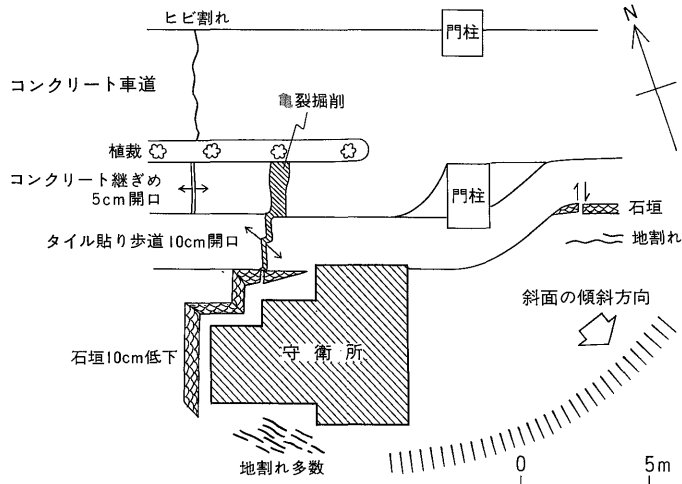 ヒビ割れ
門柱
N
コンクリート車道
亀裂掘削
植裁
コンクリート継ぎめ
5cm開口
門柱
石垣
タイル貼り歩道10cm開口
地割れ
斜面の傾斜方向
石垣10cm低下
守衛所
地割れ多数
0 5m